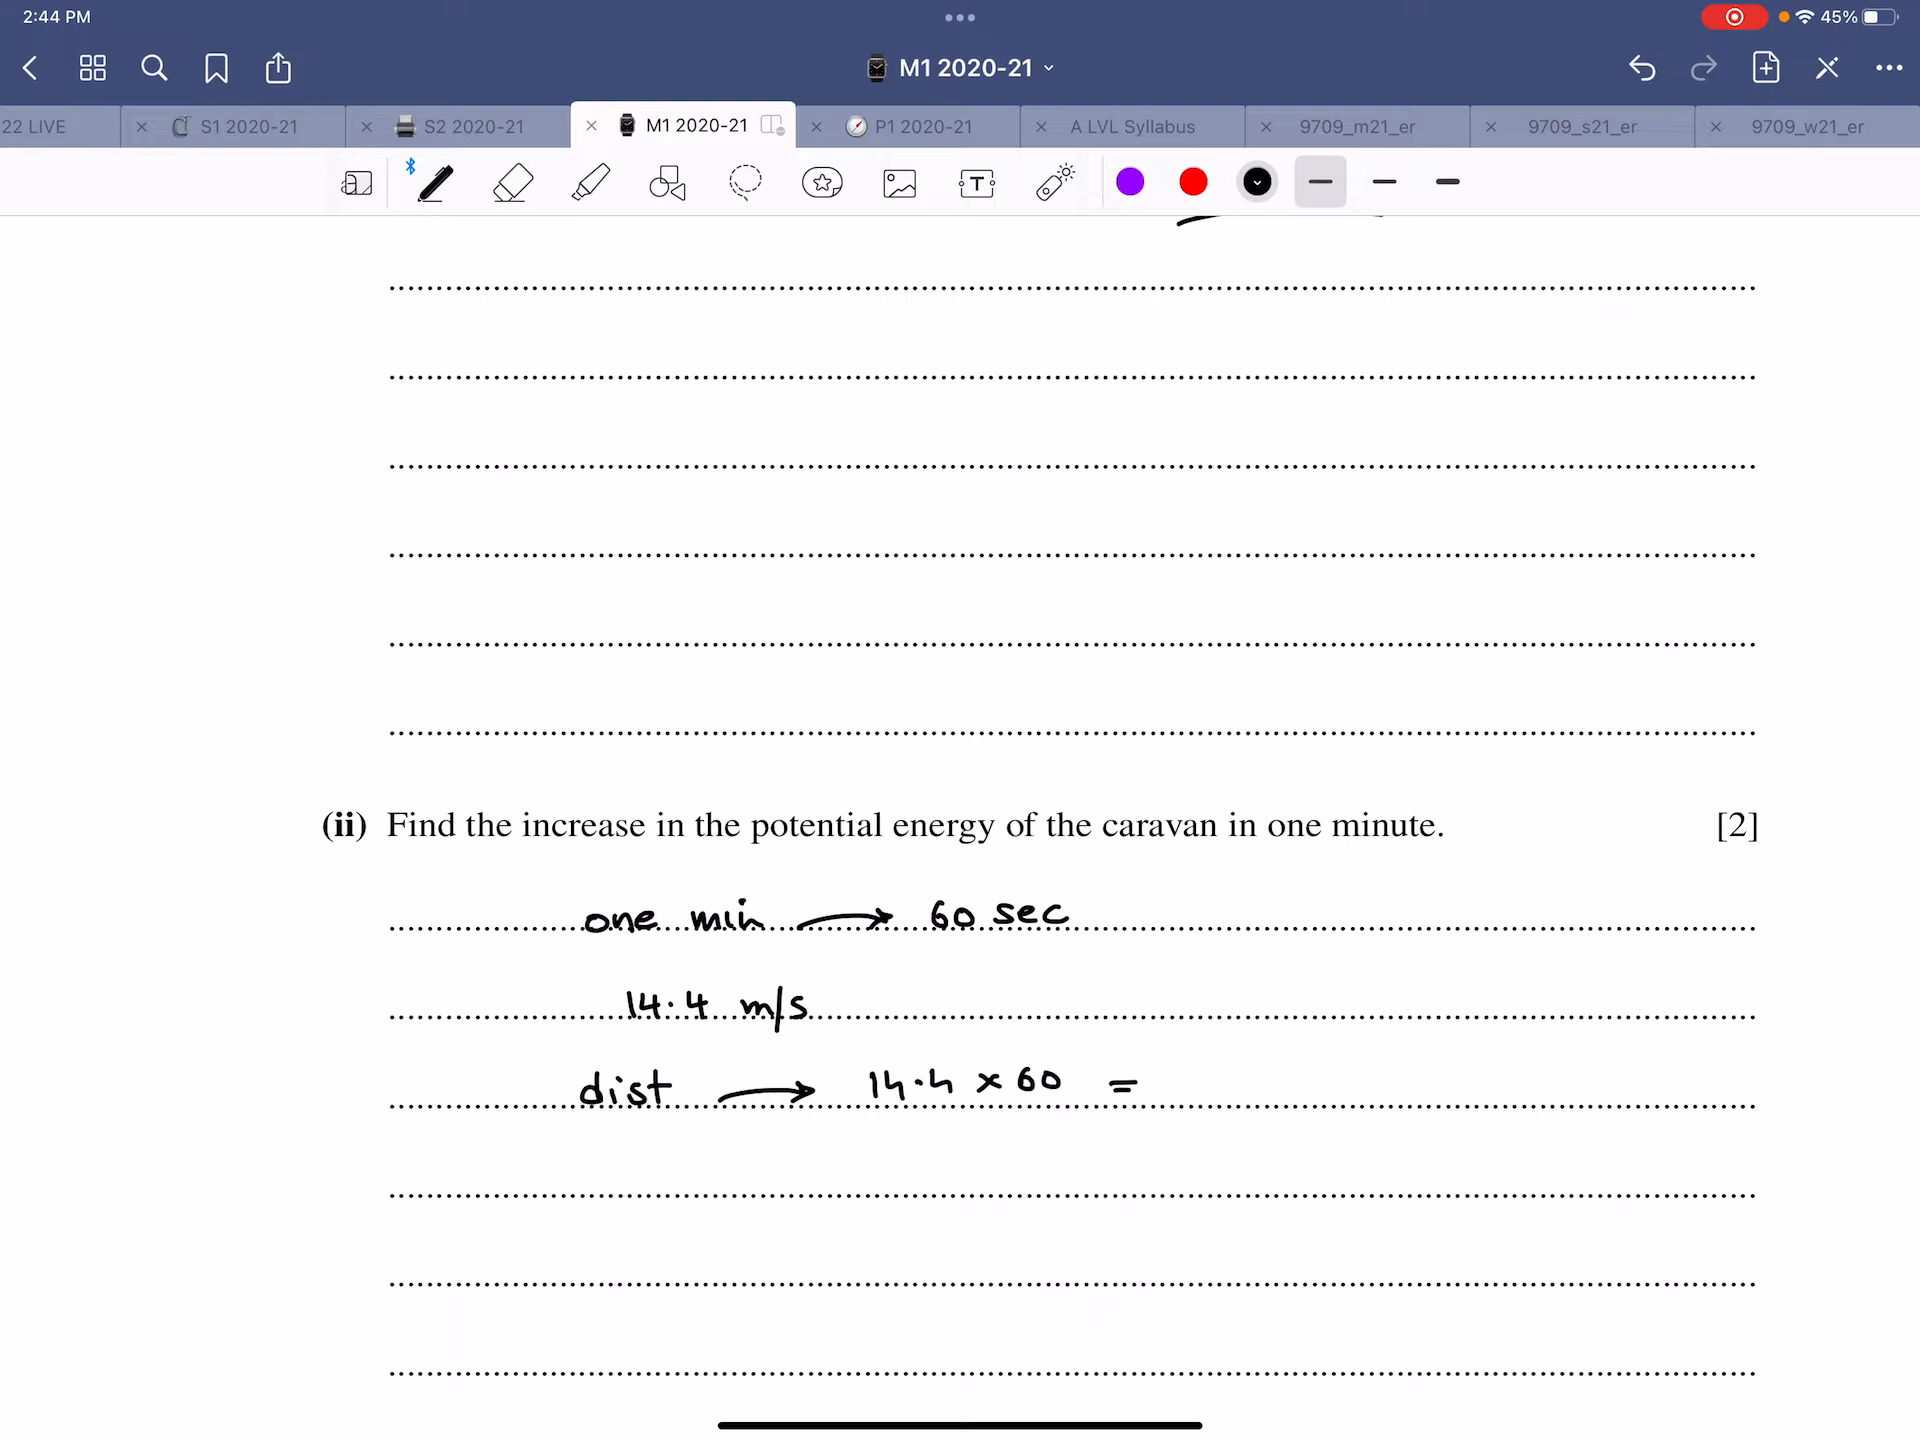 2:44 PM
45%
M1 2020-21
22 LIVE
S1 2020-21
S2 2020-21
M1 2020-21
P1 2020-21
A LVL Syllabus
9709_m21_er
9709_s21_er
9709_w21_er
(ii) Find the increase in the potential energy of the caravan in one minute. [2]
one min → 60 sec
14.4 m/s
dist → 14.4 × 60 =